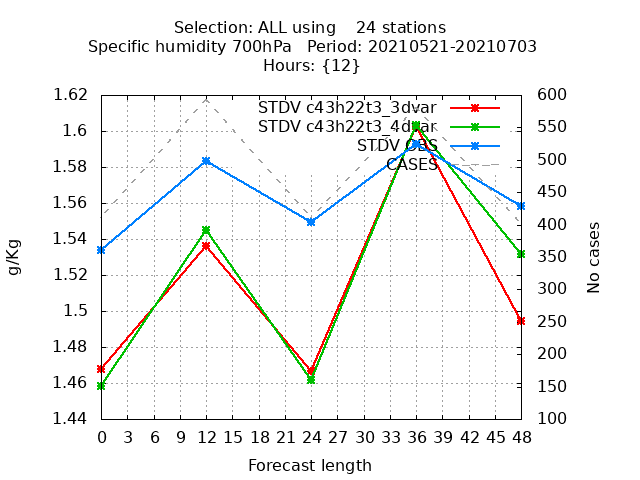 Selection: ALL using    24 stations
Specific humidity 700hPa   Period: 20210521-20210703
Hours: {12}
STDV c43h22t3_3dvar
STDV c43h22t3_4dvar
STDV OBS
CASES
g/Kg
1.62
1.6
1.58
1.56
1.54
1.52
1.5
1.48
1.46
1.44
600
550
500
450
400
350
300
250
200
150
100
No cases
0 3 6 9 12 15 18 21 24 27 30 33 36 39 42 45 48
Forecast length